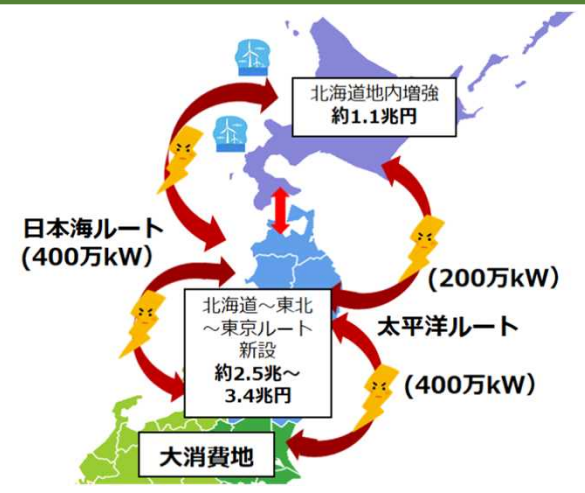 北海道地内増強
約1.1兆円
日本海ルート
(400万kW)
(200万kW)
北海道～東北
～東京ルート
新設
約2.5兆～
3.4兆円
太平洋ルート
(400万kW)
大消費地